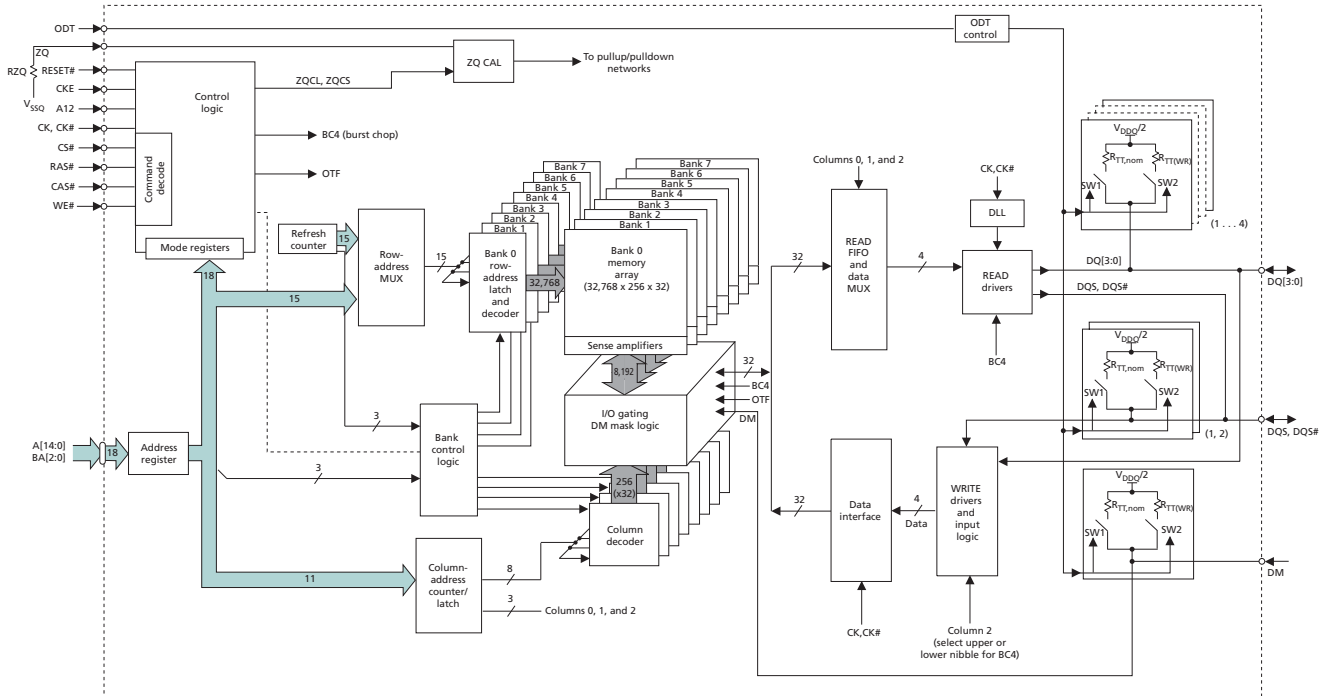 ODT
ODT
control
ZQ
RZQ
VSSQ
RESET#
CKE
A12
CK, CK#
CS#
RAS#
CAS#
WE#
Control
logic
Command
decode
Mode registers
ZQCL, ZQCS
ZQ CAL
To pullup/pulldown
networks
BC4 (burst chop)
OTF
Refresh
counter
15
Row-
address
MUX
15
18
15
Bank 7
Bank 6
Bank 5
Bank 4
Bank 3
Bank 2
Bank 1
Bank 0
row-
address
latch
and
decoder
32,768
Bank 7
Bank 6
Bank 5
Bank 4
Bank 3
Bank 2
Bank 1
Bank 0
memory
array
(32,768 x 256 x 32)
Sense amplifiers
8,192
I/O gating
DM mask logic
32
BC4
OTF
DM
Columns 0, 1, and 2
READ
FIFO
and
data
MUX
32
4
CK,CK#
DLL
READ
drivers
BC4
DQ[3:0]
DQS, DQS#
VDDQ/2
RTT,nom
RTT(WR)
SW1
SW2
(1 . . . 4)
DQ[3:0]
VDDQ/2
RTT,nom
RTT(WR)
SW1
SW2
(1, 2)
DQS, DQS#
VDDQ/2
RTT,nom
RTT(WR)
SW1
SW2
DM
A[14:0]
BA[2:0]
18
Address
register
3
3
Bank
control
logic
256
(x32)
Column
decoder
11
Column-
address
counter/
latch
8
3
Columns 0, 1, and 2
32
Data
interface
4
Data
WRITE
drivers
and
input
logic
CK,CK#
Column 2
(select upper or
lower nibble for BC4)